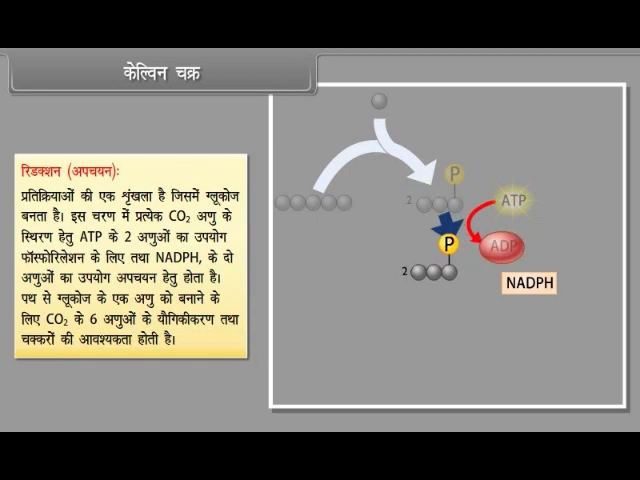 केल्विन चक्र
रिडक्शन (अपचयन):
प्रतिक्रियाओं की एक शृंखला है जिसमें ग्लूकोज
बनता है। इस चरण में प्रत्येक CO₂ अणु के
स्थिरण हेतु ATP के 2 अणुओं का उपयोग
फॉस्फोरिलेशन के लिए तथा NADPH, के दो
अणुओं का उपयोग अपचयन हेतु होता है।
पथ से ग्लूकोज के एक अणु को बनाने के
लिए CO₂ के 6 अणुओं के यौगिकीकरण तथा
चक्करों की आवश्यकता होती है।
P
2
ATP
P
ADP
2
NADPH